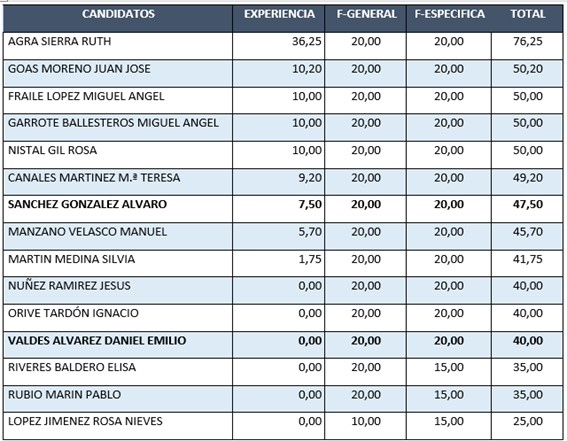 CANDIDATOS EXPERIENCIA F-GENERAL F-ESPECIFICA TOTAL
AGRA SIERRA RUTH 36,25 20,00 20,00 76,25
GOAS MORENO JUAN JOSE 10,20 20,00 20,00 50,20
FRAILE LOPEZ MIGUEL ANGEL 10,00 20,00 20,00 50,00
GARROTE BALLESTEROS MIGUEL ANGEL 10,00 20,00 20,00 50,00
NISTAL GIL ROSA 10,00 20,00 20,00 50,00
CANALES MARTINEZ M.ª TERESA 9,20 20,00 20,00 49,20
SANCHEZ GONZALEZ ALVARO 7,50 20,00 20,00 47,50
MANZANO VELASCO MANUEL 5,70 20,00 20,00 45,70
MARTIN MEDINA SILVIA 1,75 20,00 20,00 41,75
NUÑEZ RAMIREZ JESUS 0,00 20,00 20,00 40,00
ORIVE TARDÓN IGNACIO 0,00 20,00 20,00 40,00
VALDES ALVAREZ DANIEL EMILIO 0,00 20,00 20,00 40,00
RIVERES BALDERO ELISA 0,00 20,00 15,00 35,00
RUBIO MARIN PABLO 0,00 20,00 15,00 35,00
LOPEZ JIMENEZ ROSA NIEVES 0,00 10,00 15,00 25,00